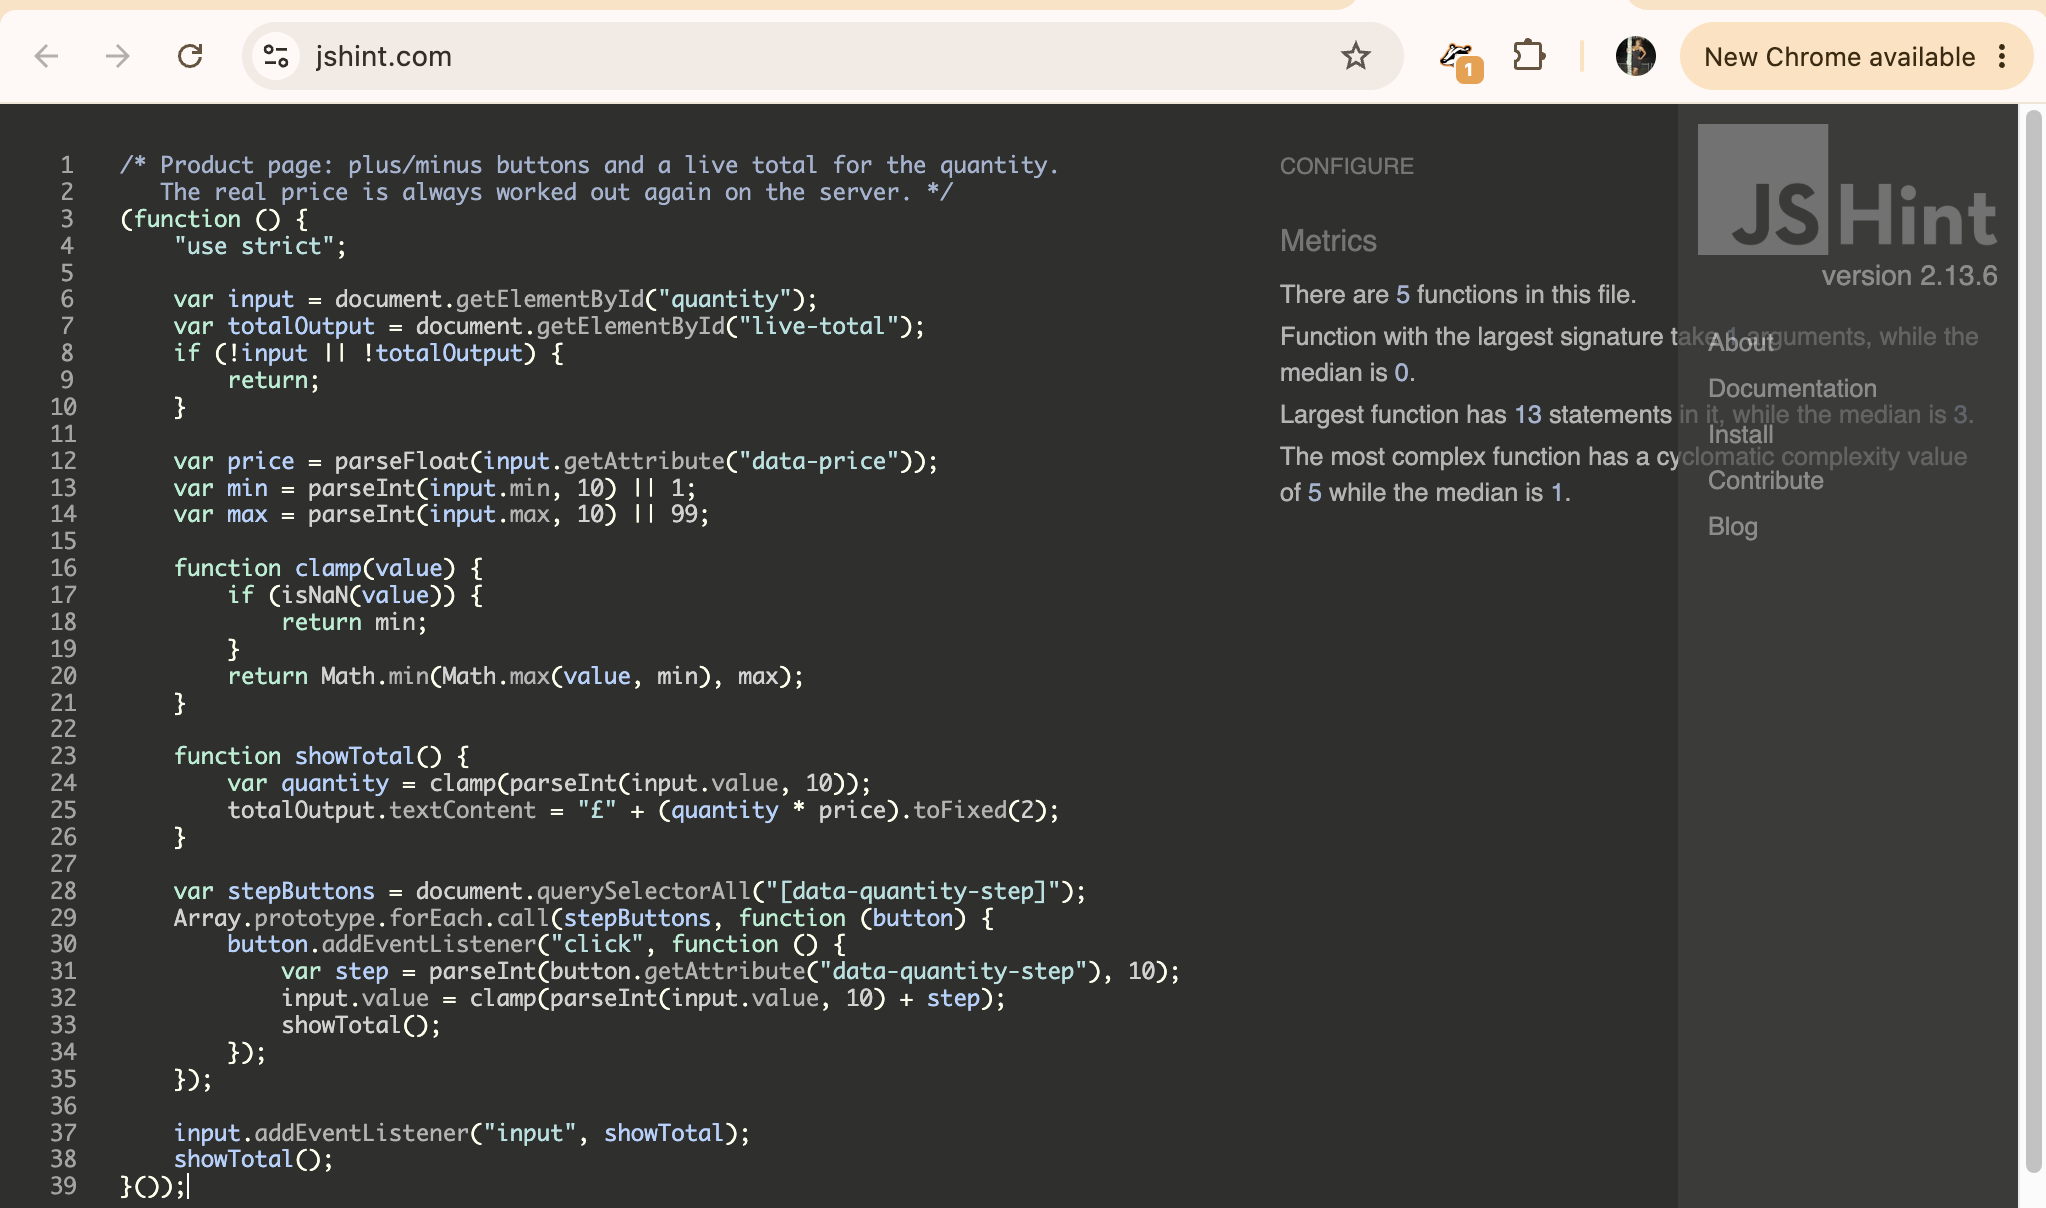 jshint.com
1
New Chrome available
1 /* Product page: plus/minus buttons and a live total for the quantity.
2 The real price is always worked out again on the server. */
3 (function () {
4 "use strict";
5
6 var input = document.getElementById("quantity");
7 var totalOutput = document.getElementById("live-total");
8 if (!input || !totalOutput) {
9 return;
10 }
11
12 var price = parseFloat(input.getAttribute("data-price"));
13 var min = parseInt(input.min, 10) || 1;
14 var max = parseInt(input.max, 10) || 99;
15
16 function clamp(value) {
17 if (isNaN(value)) {
18 return min;
19 }
20 return Math.min(Math.max(value, min), max);
21 }
22
23 function showTotal() {
24 var quantity = clamp(parseInt(input.value, 10));
25 totalOutput.textContent = "£" + (quantity * price).toFixed(2);
26 }
27
28 var stepButtons = document.querySelectorAll("[data-quantity-step]");
29 Array.prototype.forEach.call(stepButtons, function (button) {
30 button.addEventListener("click", function () {
31 var step = parseInt(button.getAttribute("data-quantity-step"), 10);
32 input.value = clamp(parseInt(input.value, 10) + step);
33 showTotal();
34 });
35 });
36
37 input.addEventListener("input", showTotal);
38 showTotal();
39 }());
CONFIGURE
Metrics
There are 5 functions in this file.
Function with the largest signature take 1 arguments, while the
median is 0.
Largest function has 13 statements in it, while the median is 3.
The most complex function has a cyclomatic complexity value
of 5 while the median is 1.
JSHint
version 2.13.6
About
Documentation
Install
Contribute
Blog